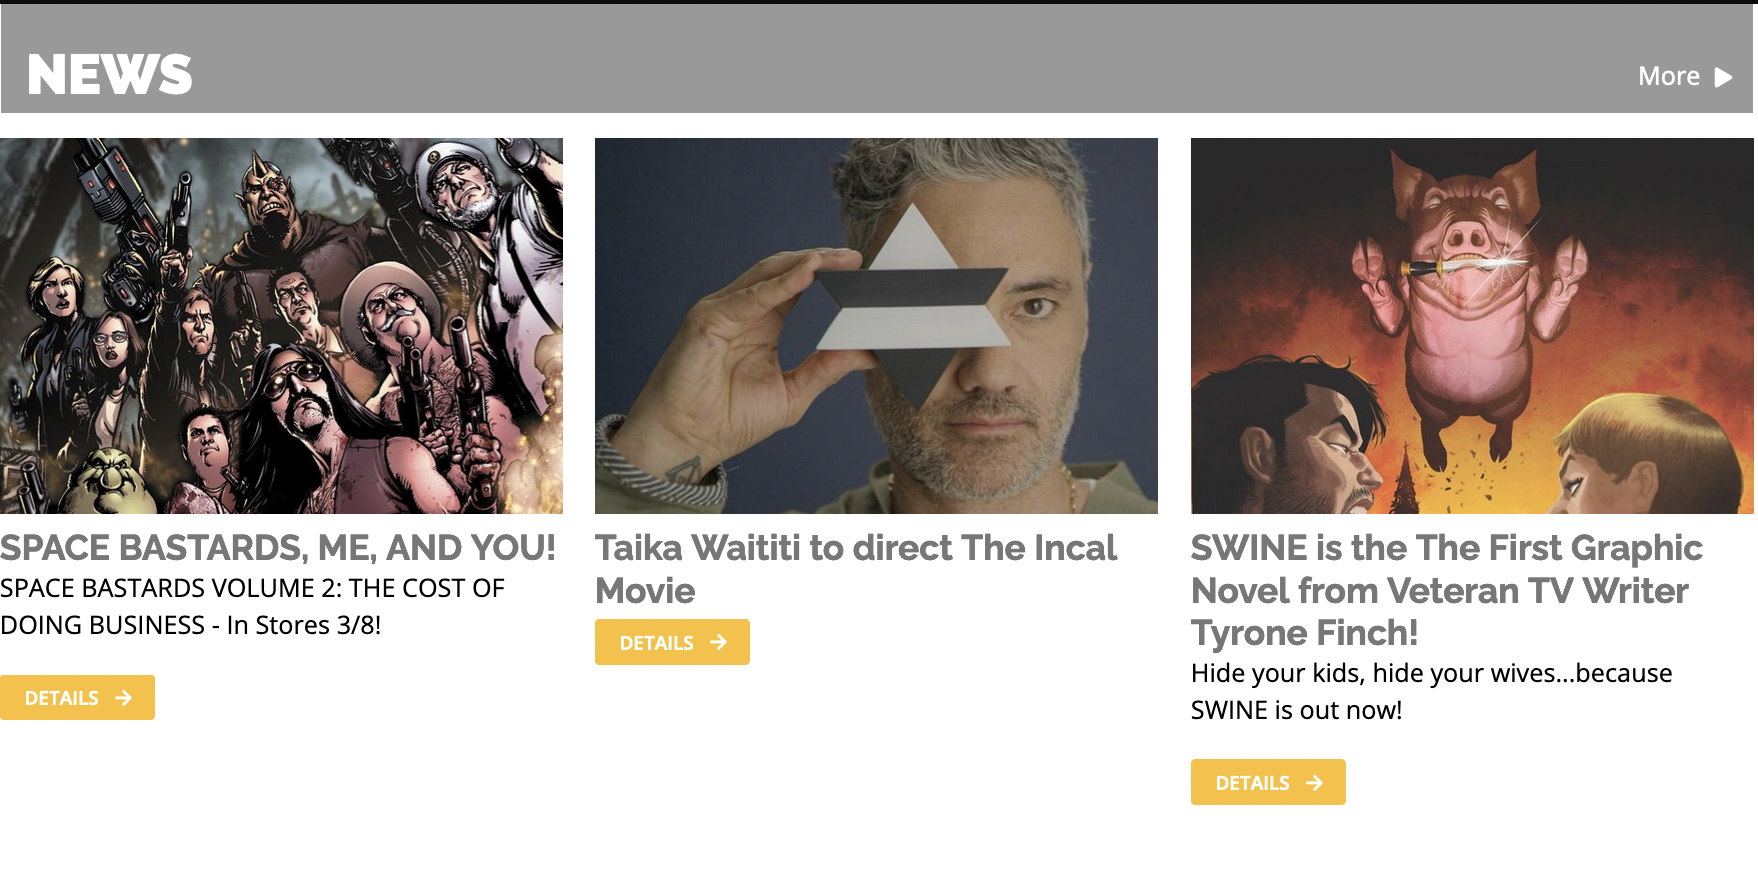 NEWS
More
SPACE BASTARDS, ME, AND YOU!
SPACE BASTARDS VOLUME 2: THE COST OF
DOING BUSINESS - In Stores 3/8!
DETAILS
Taika Waititi to direct The Incal
Movie
DETAILS
SWINE is the The First Graphic
Novel from Veteran TV Writer
Tyrone Finch!
Hide your kids, hide your wives...because
SWINE is out now!
DETAILS